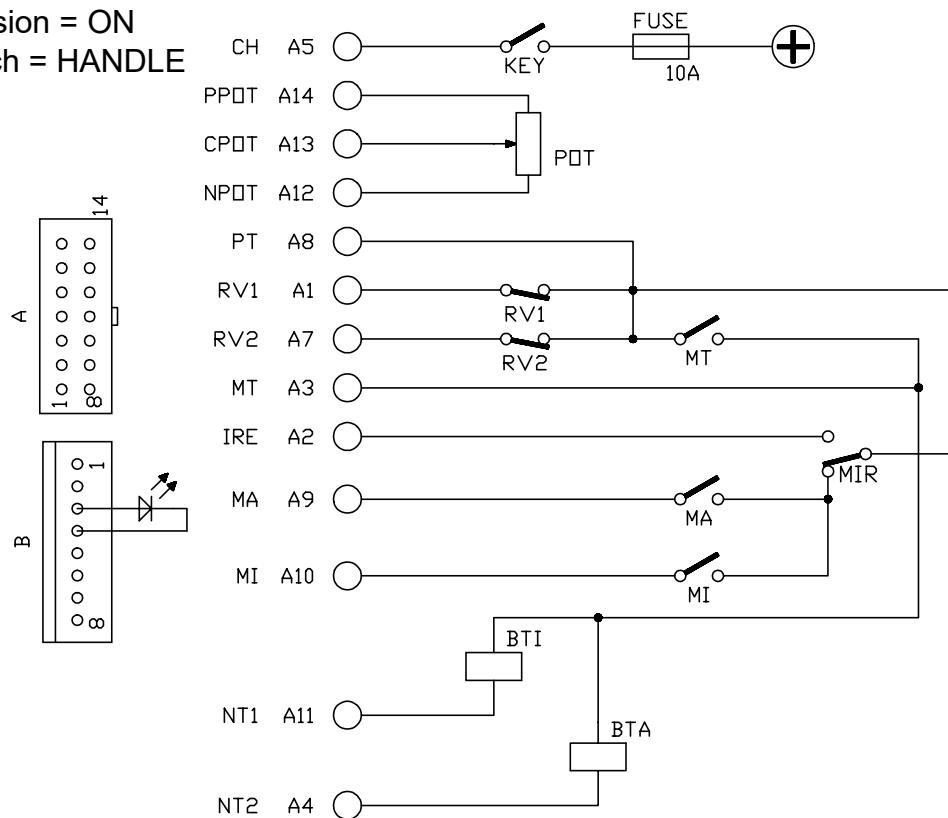 sion = ON
ch = HANDLE
FUSE
CH A5
KEY
10A
PPOT A14
CPOT A13
POT
NPOT A12
14
PT A8
RV1 A1
RV1
A
RV2 A7
RV2
MT
MT A3
1
8
IRE A2
MIR
1
MA A9
MA
B
MI A10
MI
8
BTI
NT1 A11
BTA
NT2 A4